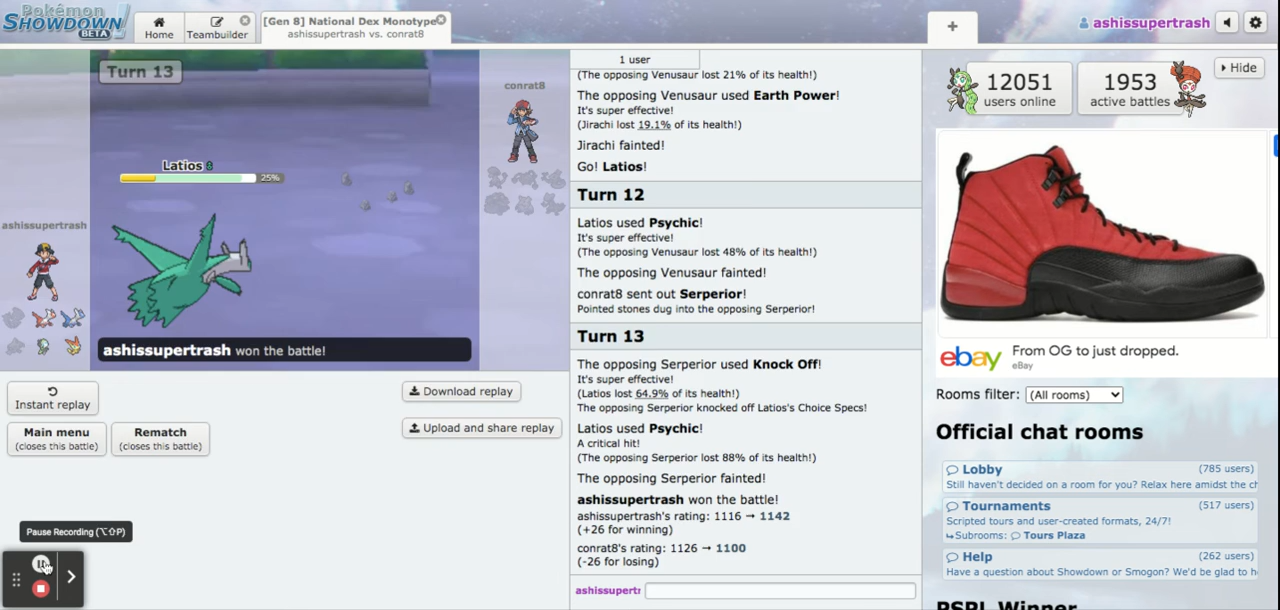 Pokémon
SHOWDOWN!
BETA
Home
Teambuilder
[Gen 8] National Dex Monotype
ashissupertrash vs. conrat8
+
ashissupertrash
Turn 13
conrat8
Latios
25%
ashissupertrash
ashissupertrash won the battle!
Instant replay
Download replay
Main menu
(closes this battle)
Rematch
(closes this battle)
Upload and share replay
Pause Recording (⌥⇧P)
1 user
(The opposing Venusaur lost 21% of its health!)
The opposing Venusaur used Earth Power!
It's super effective!
(Jirachi lost 19.1% of its health!)
Jirachi fainted!
Go! Latios!
Turn 12
Latios used Psychic!
It's super effective!
(The opposing Venusaur lost 48% of its health!)
The opposing Venusaur fainted!
conrat8 sent out Serperior!
Pointed stones dug into the opposing Serperior!
Turn 13
The opposing Serperior used Knock Off!
It's super effective!
(Latios lost 64.9% of its health!)
The opposing Serperior knocked off Latios's Choice Specs!
Latios used Psychic!
A critical hit!
(The opposing Serperior lost 88% of its health!)
The opposing Serperior fainted!
ashissupertrash won the battle!
ashissupertrash's rating: 1116 → 1142
(+26 for winning)
conrat8's rating: 1126 → 1100
(-26 for losing)
ashissupertr
12051
users online
1953
active battles
Hide
ebay
From OG to just dropped.
eBay
Rooms filter: (All rooms)
Official chat rooms
Lobby (785 users)
Still haven't decided on a room for you? Relax here amidst the ch
Tournaments (517 users)
Scripted tours and user-created formats, 24/7!
↳Subrooms: Tours Plaza
Help (262 users)
Have a question about Showdown or Smogon? We'd be glad to h
PSPL Winner